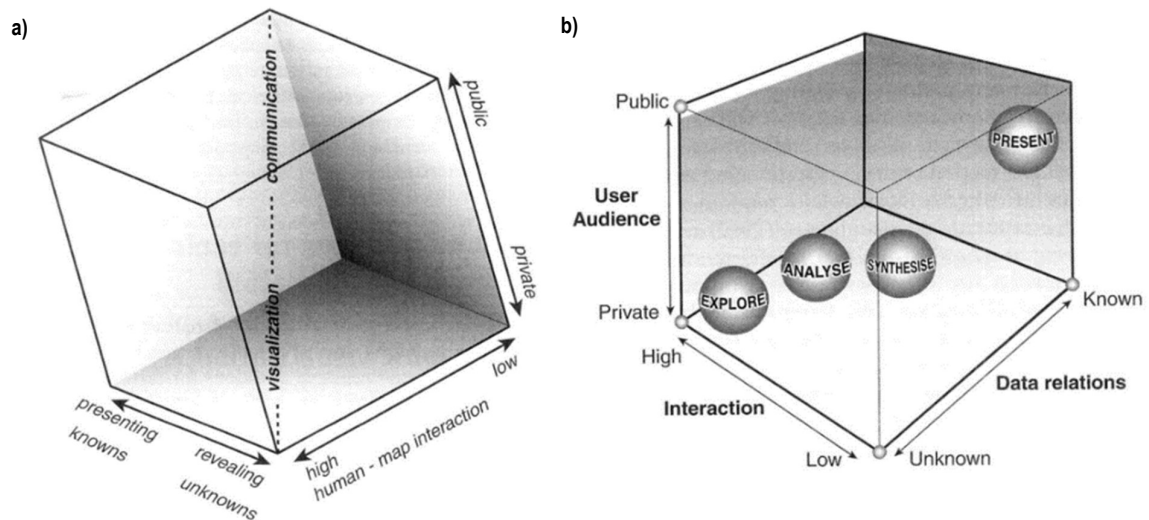 a)
communication
visualization
public
private
low
high
human - map interaction
presenting
knowns
revealing
unknowns
b)
Public
PRESENT
User
Audience
EXPLORE
ANALYSE
SYNTHESISE
Private
Known
High
Data relations
Interaction
Low
Unknown